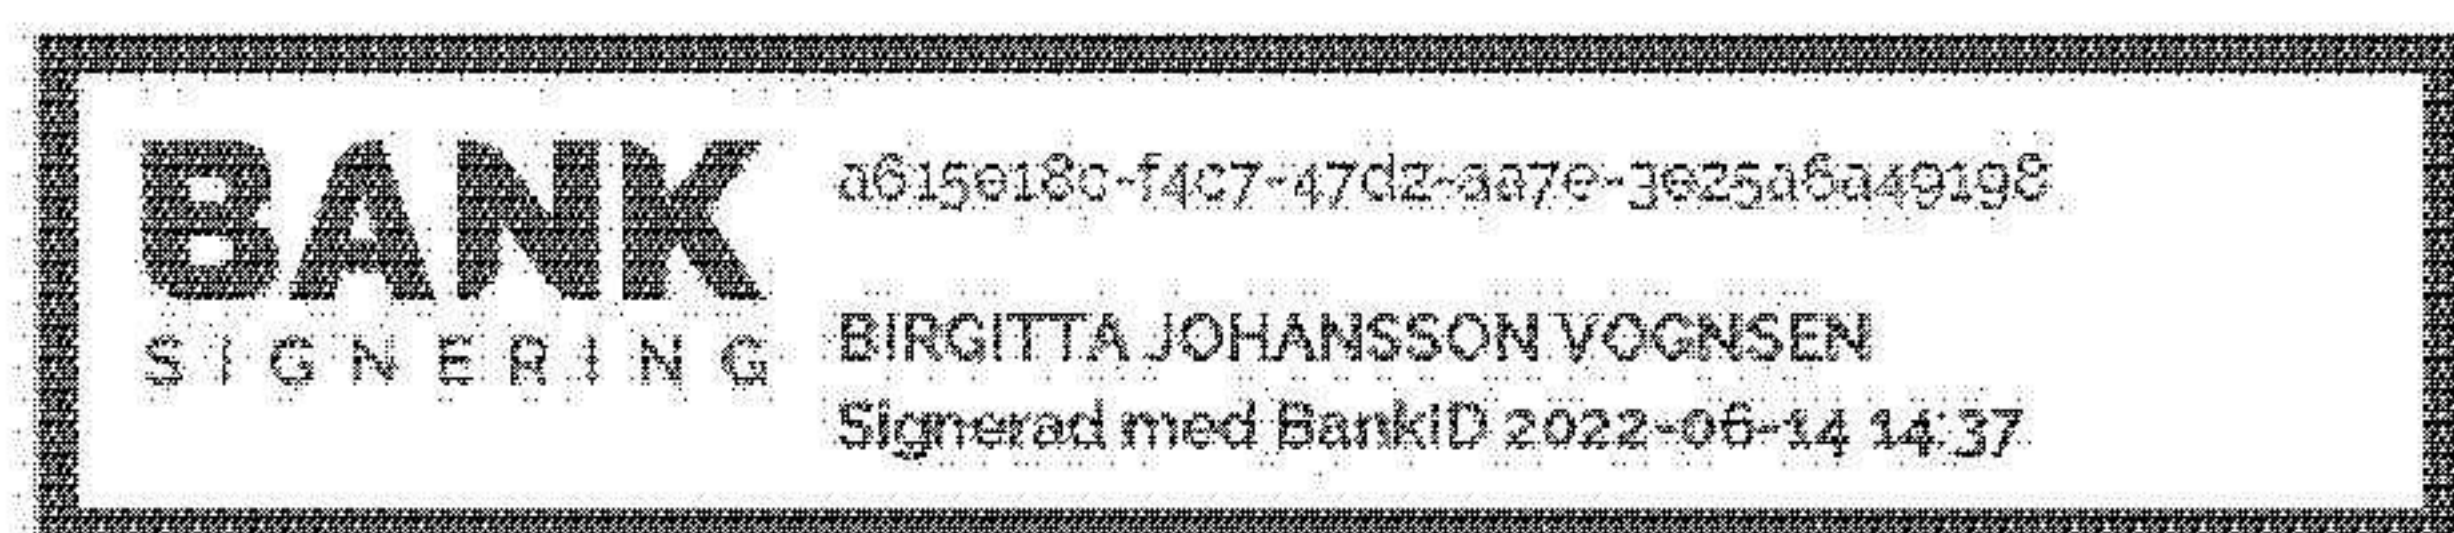 BANK
SIGNERING
a615e18c-f4c7-47d2-aa7e-3e25a6a49198
BIRGITTA JOHANSSON VOGNSEN
Signerad med BankID 2022-06-14 14:37